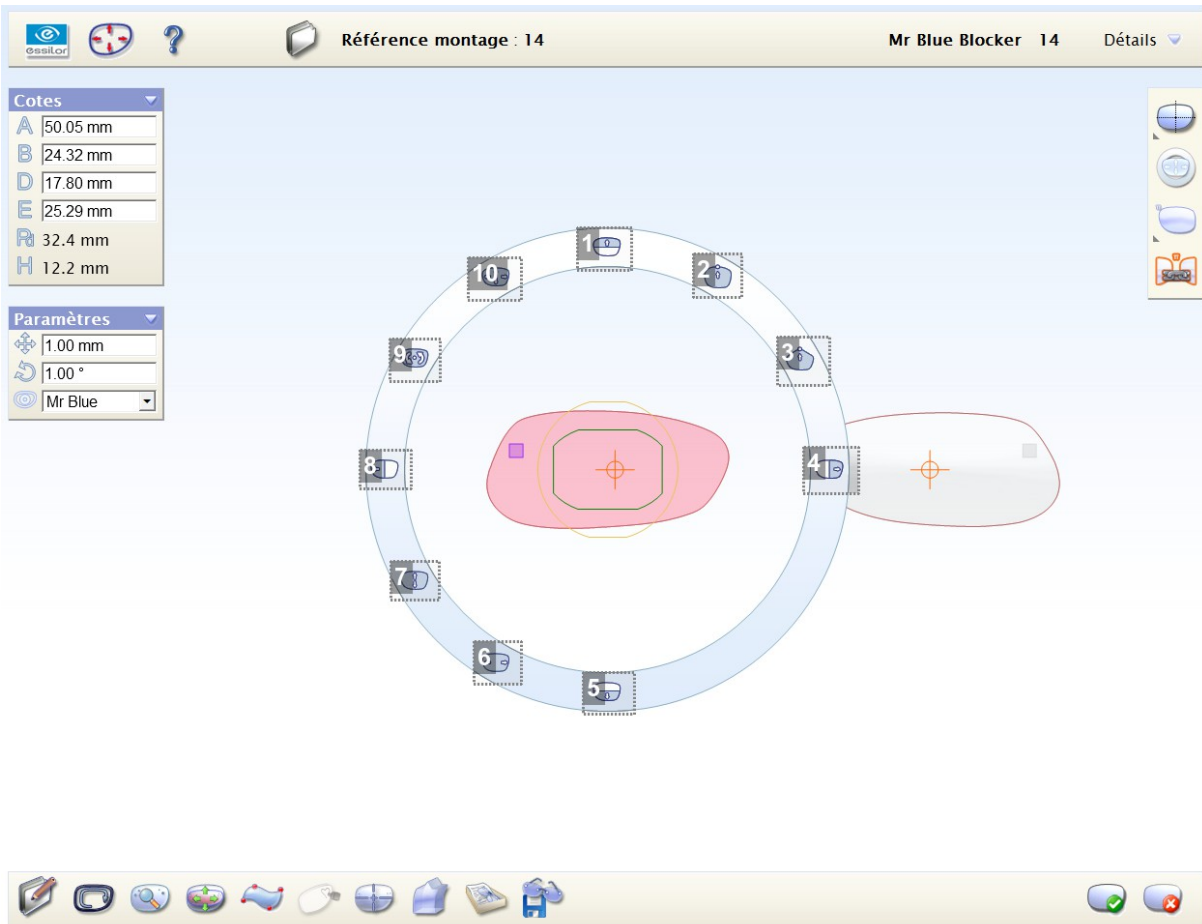 essilor
?
Référence montage : 14
Mr Blue Blocker 14
Détails
Cotes
A 50.05 mm
B 24.32 mm
D 17.80 mm
E 25.29 mm
Pd 32.4 mm
H 12.2 mm
Paramètres
1.00 mm
1.00 °
Mr Blue
1
2
3
4
5
6
7
8
9
10